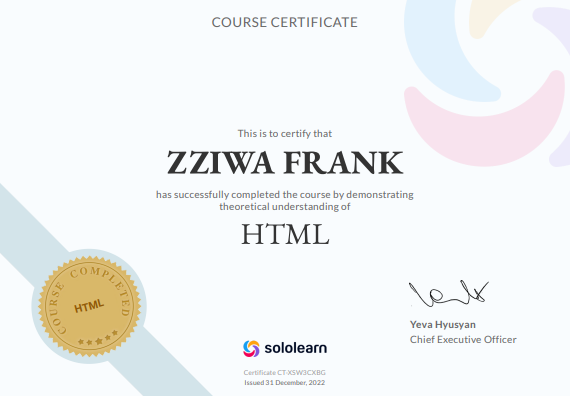 COURSE CERTIFICATE
This is to certify that
ZZIWA FRANK
has successfully completed the course by demonstrating
theoretical understanding of
HTML
COURSE COMPLETED
HTML
Yeva Hyusyan
Chief Executive Officer
sololearn
Certificate CT-XSW3CXBG
Issued 31 December, 2022